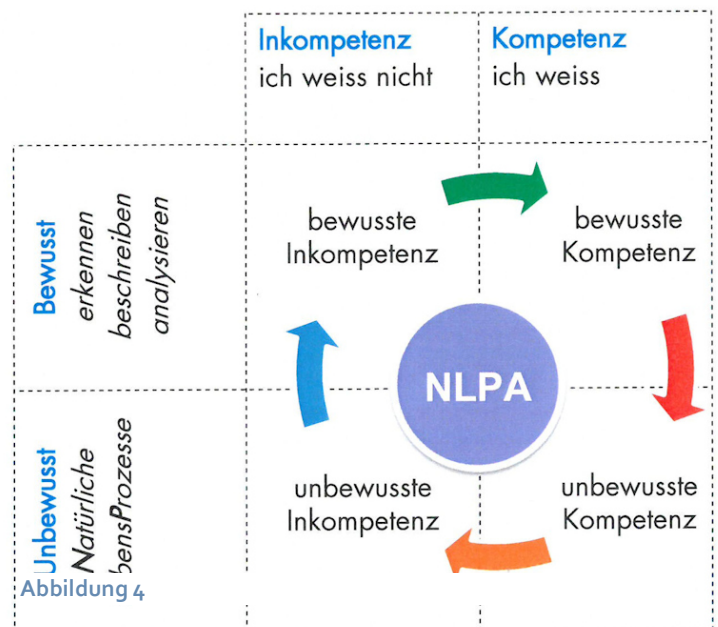 Inkompetenz
ich weiss nicht
Kompetenz
ich weiss
Bewusst
erkennen
beschreiben
analysieren
bewusste
Inkompetenz
bewusste
Kompetenz
NLPA
Unbewusst
Natürliche
bensProzesse
unbewusste
Inkompetenz
unbewusste
Kompetenz
Abbildung 4